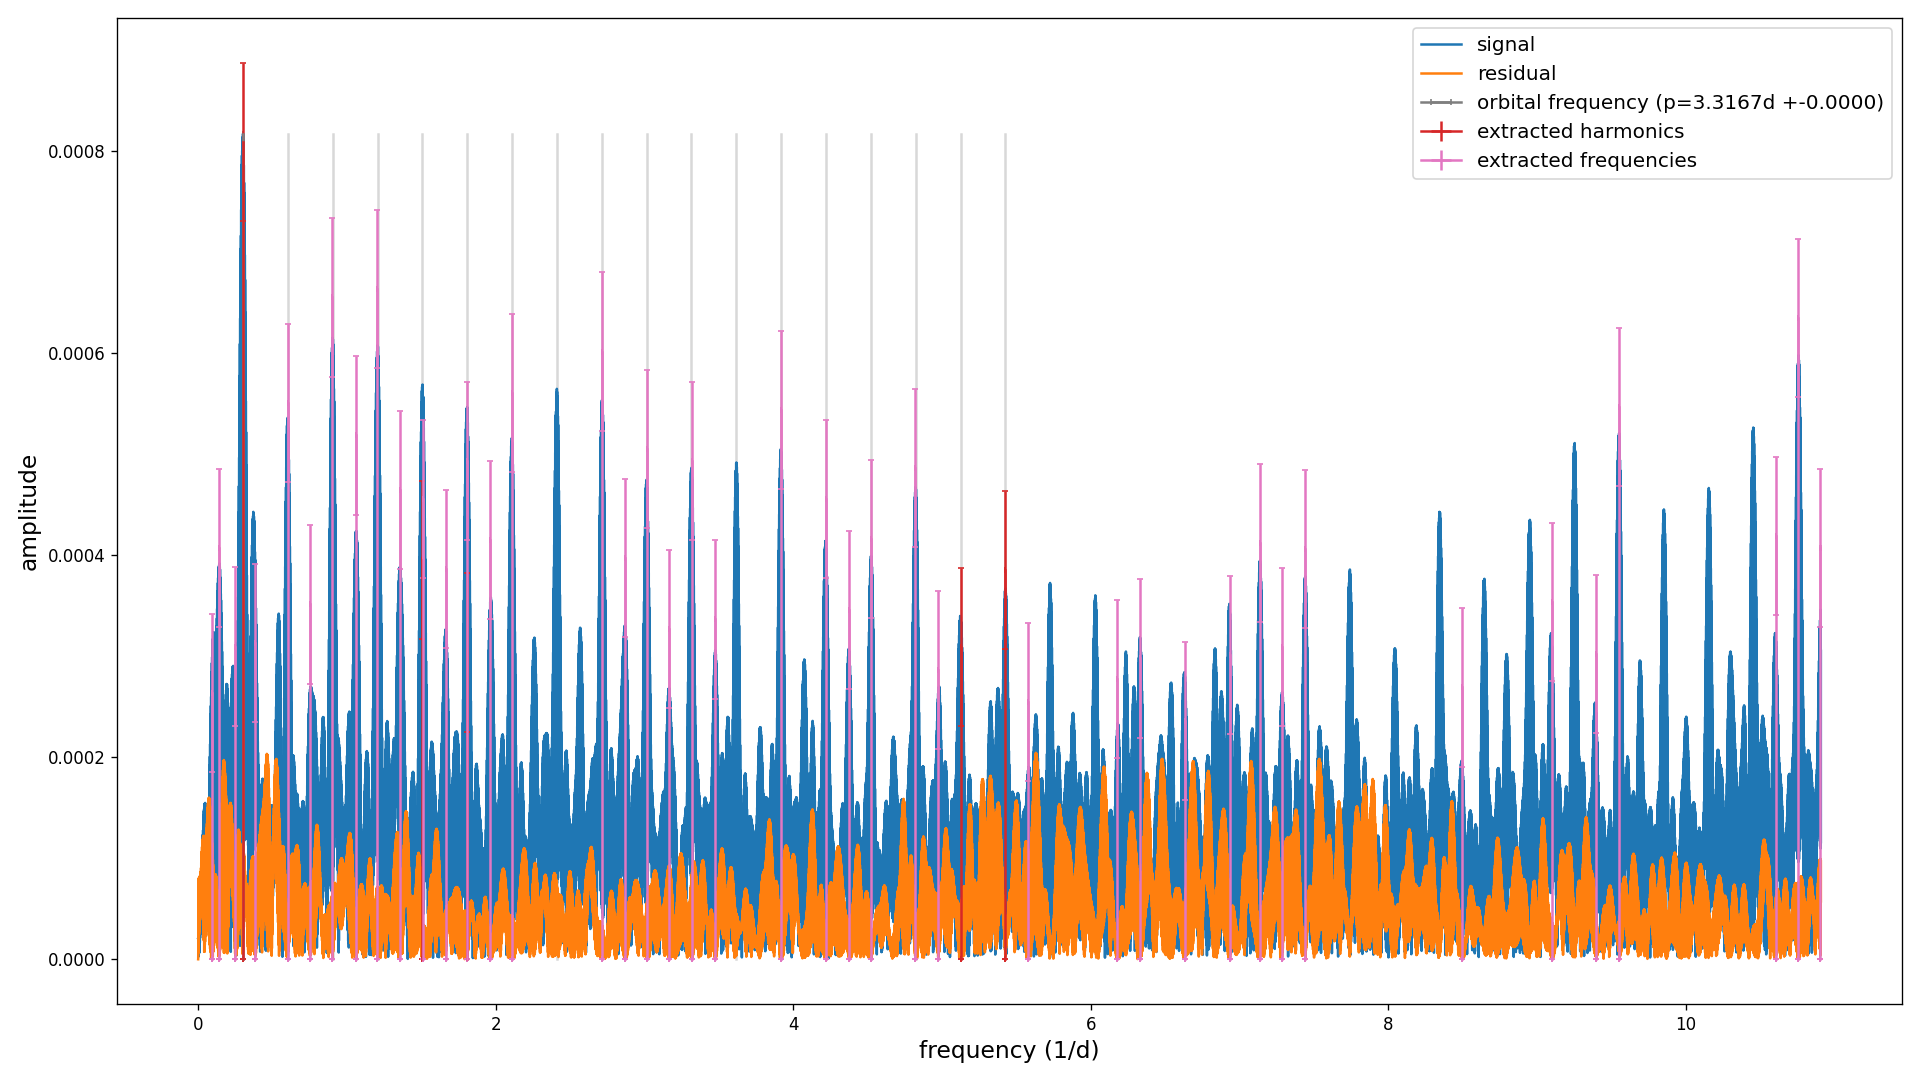 signal
residual
orbital frequency (p=3.3167d +-0.0000)
extracted harmonics
extracted frequencies
0.0008
0.0006
0.0004
0.0002
0.0000
amplitude
0 2 4 6 8 10
frequency (1/d)